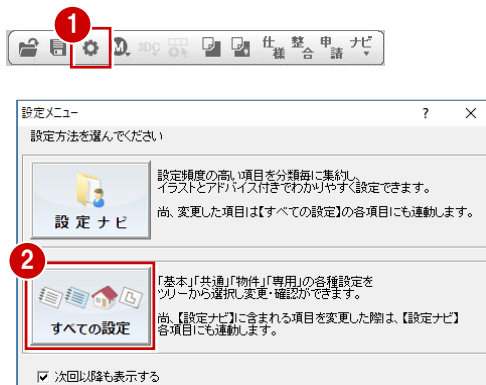 1
M 3DC 仕様 整合 申請 ナビ
設定メニュー ? ×
設定方法を選んでください
設定頻度の高い項目を分類毎に集約し、
イラストとアドバイス付きでわかりやすく設定できます。
尚、変更した項目は【すべての設定】の各項目にも連動します。
設定ナビ
2
「基本」「共通」「物件」「専用」の各種設定を
ツリーから選択し変更・確認ができます。
尚、【設定ナビ】に含まれる項目を変更した際は、【設定ナビ】
各項目にも連動します。
すべての設定
次回以降も表示する